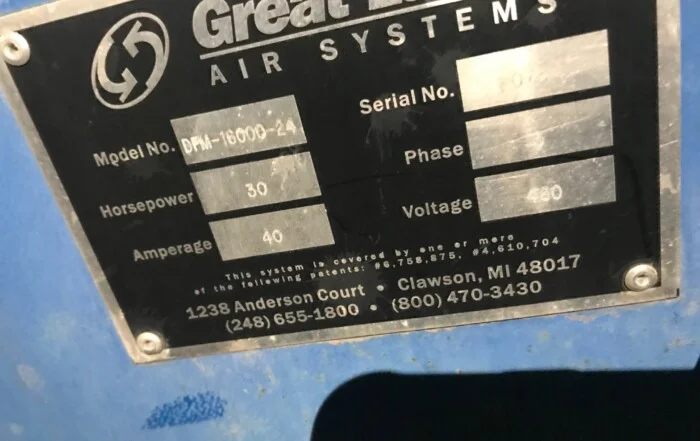 Great
AIR SYSTEMS
Model No. DPM-16000-24
Horsepower 30
Amperage 40
Serial No.
Phase
Voltage 480
This system is covered by one or more
of the following patents: #6,758,875, #4,610,704
1238 Anderson Court • Clawson, MI 48017
(248) 655-1800 • (800) 470-3430